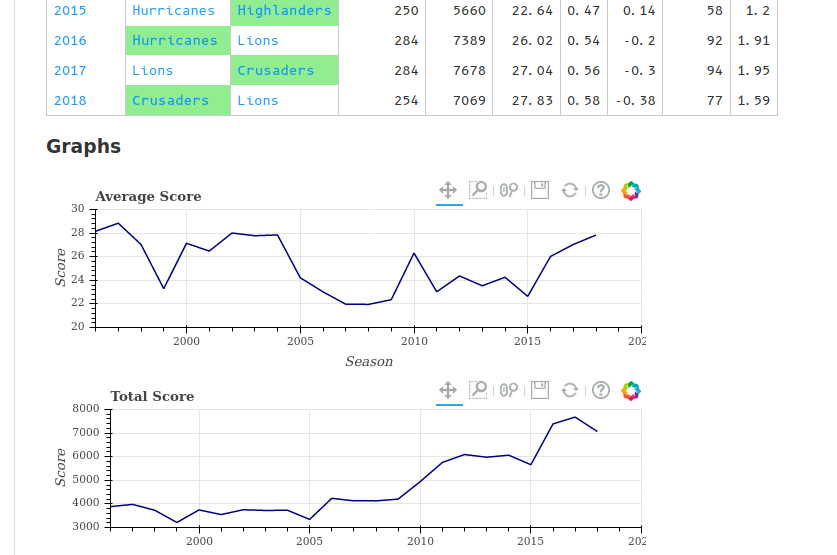 2015 Hurricanes Highlanders 250 5660 22.64 0.47 0.14 58 1.2
2016 Hurricanes Lions 284 7389 26.02 0.54 -0.2 92 1.91
2017 Lions Crusaders 284 7678 27.04 0.56 -0.3 94 1.95
2018 Crusaders Lions 254 7069 27.83 0.58 -0.38 77 1.59
Graphs
Average Score
30
28
26
24
22
20
Score
2000 2005 2010 2015 202
Season
Total Score
8000
7000
6000
5000
4000
3000
Score
2000 2005 2010 2015 202